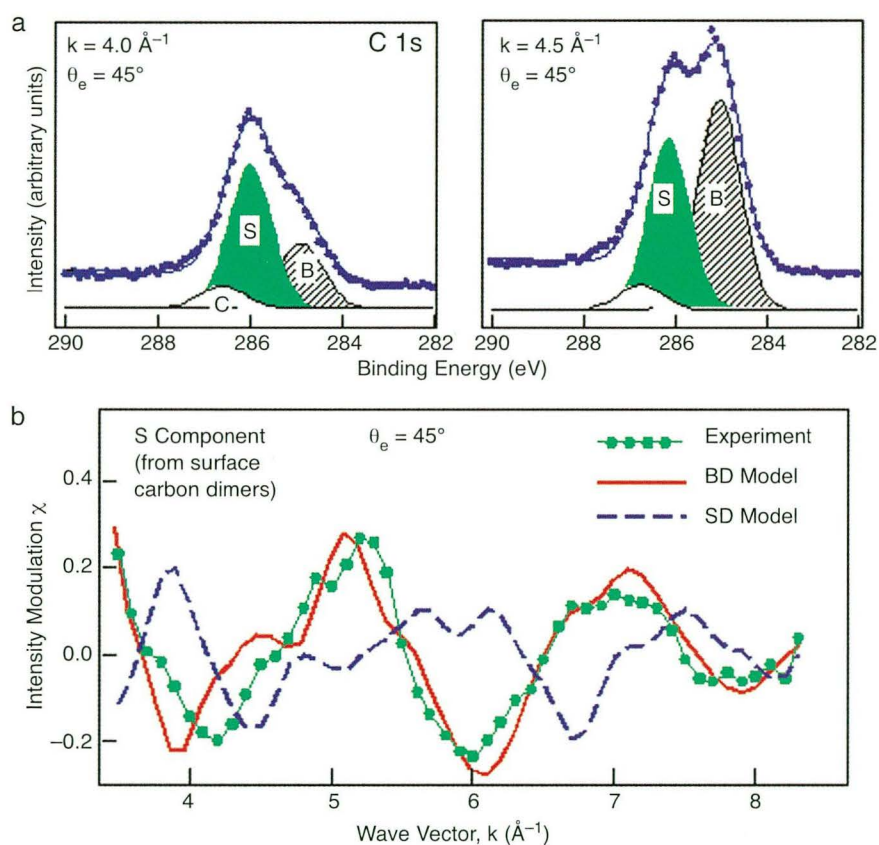 a
k = 4.0 Å⁻¹
C 1s
θe = 45°
S
B
C
k = 4.5 Å⁻¹
θe = 45°
S
B
Intensity (arbitrary units)
290 288 286 284 282
290 288 286 284 282
Binding Energy (eV)
b
S Component
(from surface
carbon dimers)
θe = 45°
Experiment
BD Model
SD Model
Intensity Modulation χ
0.4
0.2
0.0
−0.2
4 5 6 7 8
Wave Vector, k (Å⁻¹)